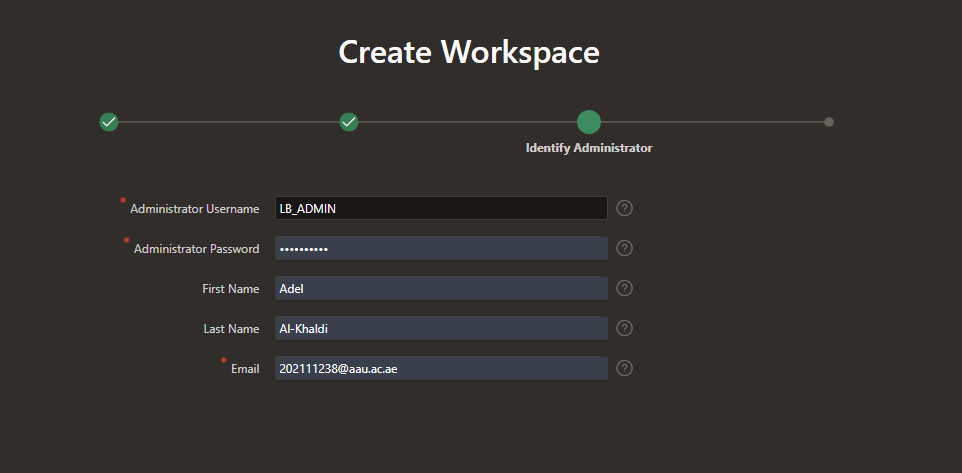 Create Workspace
Identify Administrator
* Administrator Username LB_ADMIN ?
* Administrator Password •••••••••• ?
First Name Adel ?
Last Name Al-Khaldi ?
* Email 202111238@aau.ac.ae ?